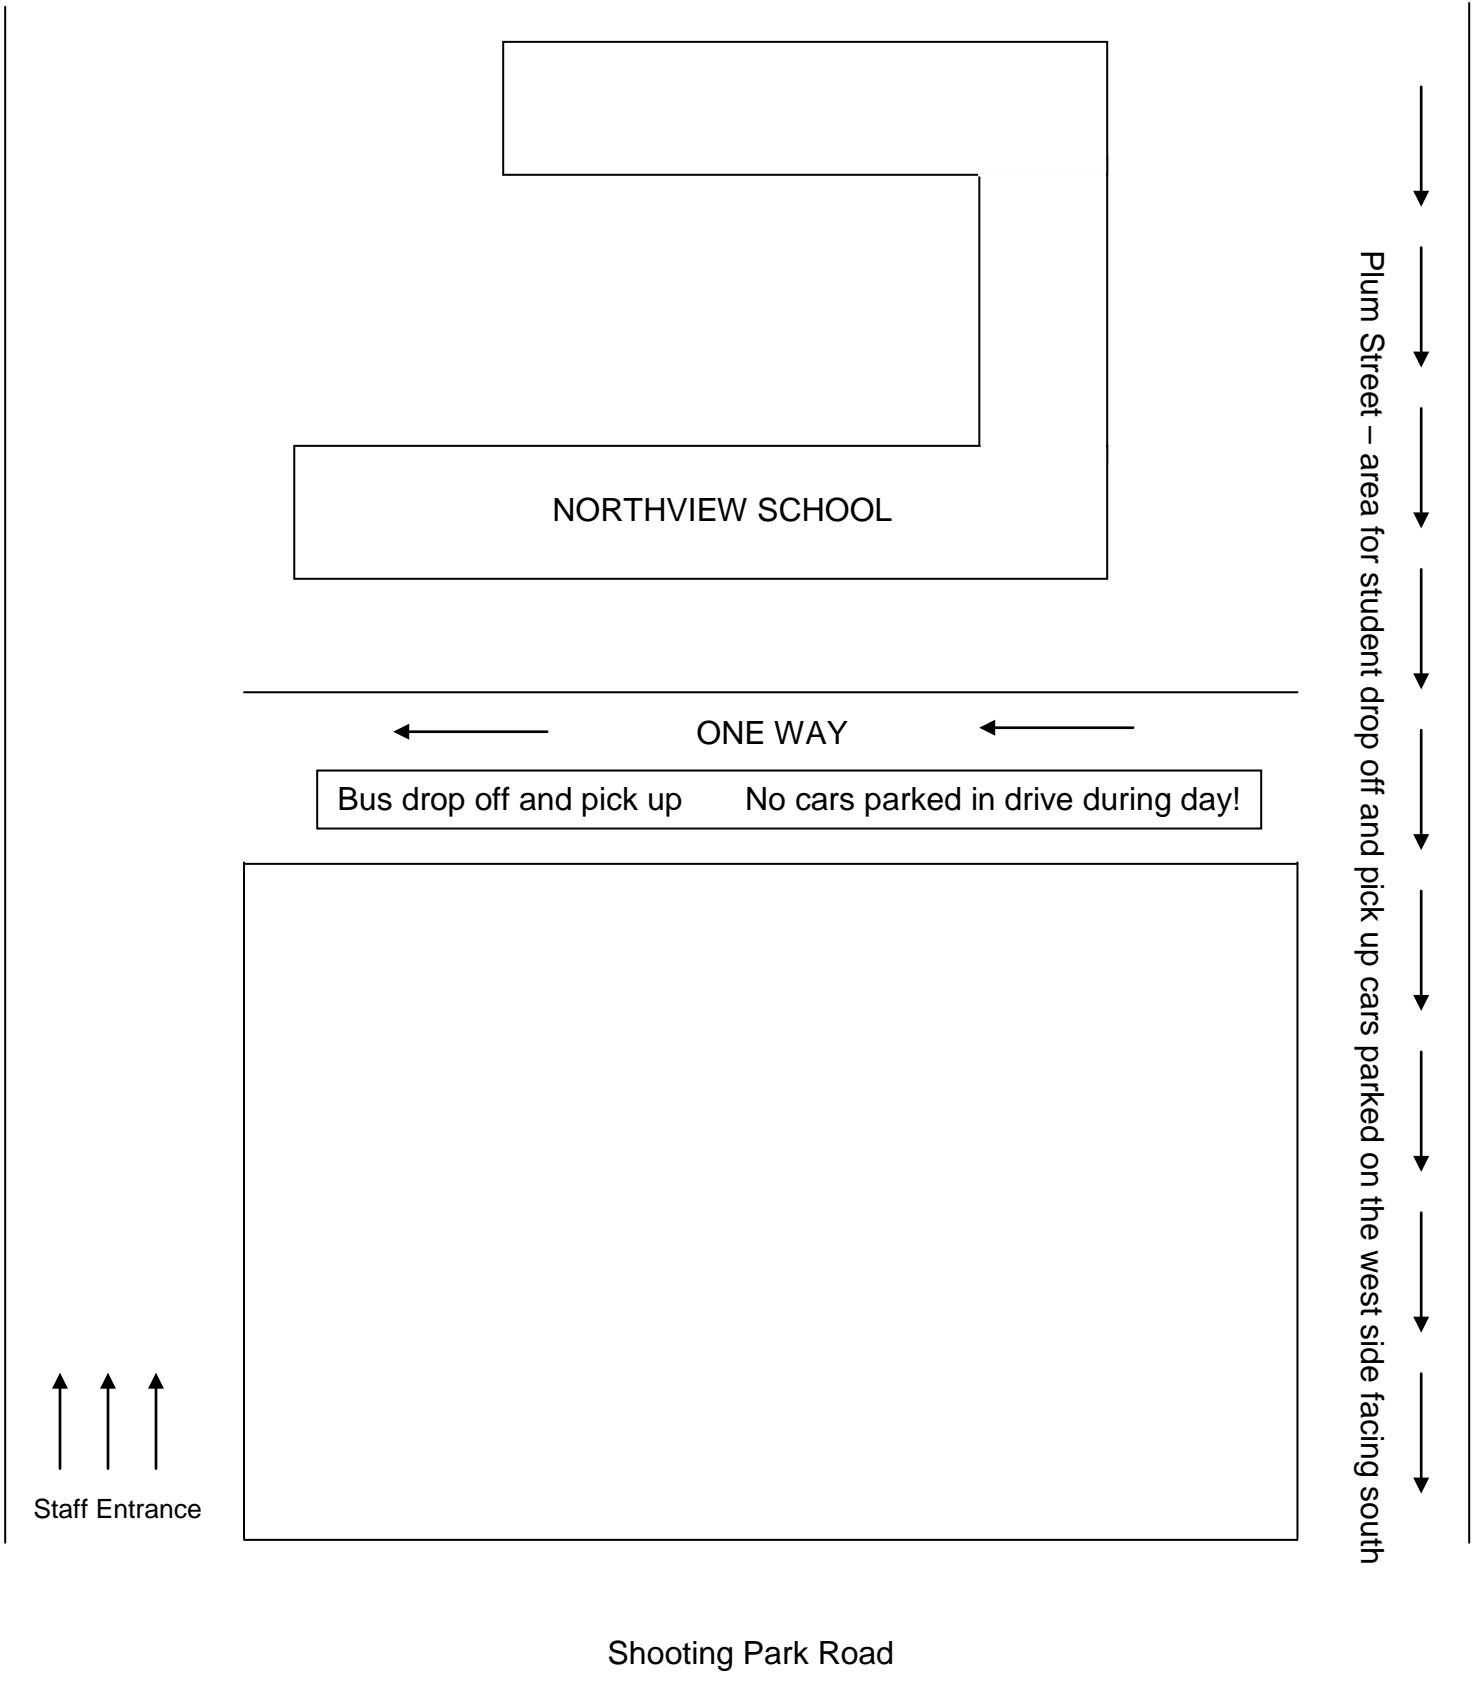 NORTHVIEW SCHOOL
ONE WAY
Bus drop off and pick up No cars parked in drive during day!
Plum Street – area for student drop off and pick up cars parked on the west side facing south
Staff Entrance
Shooting Park Road